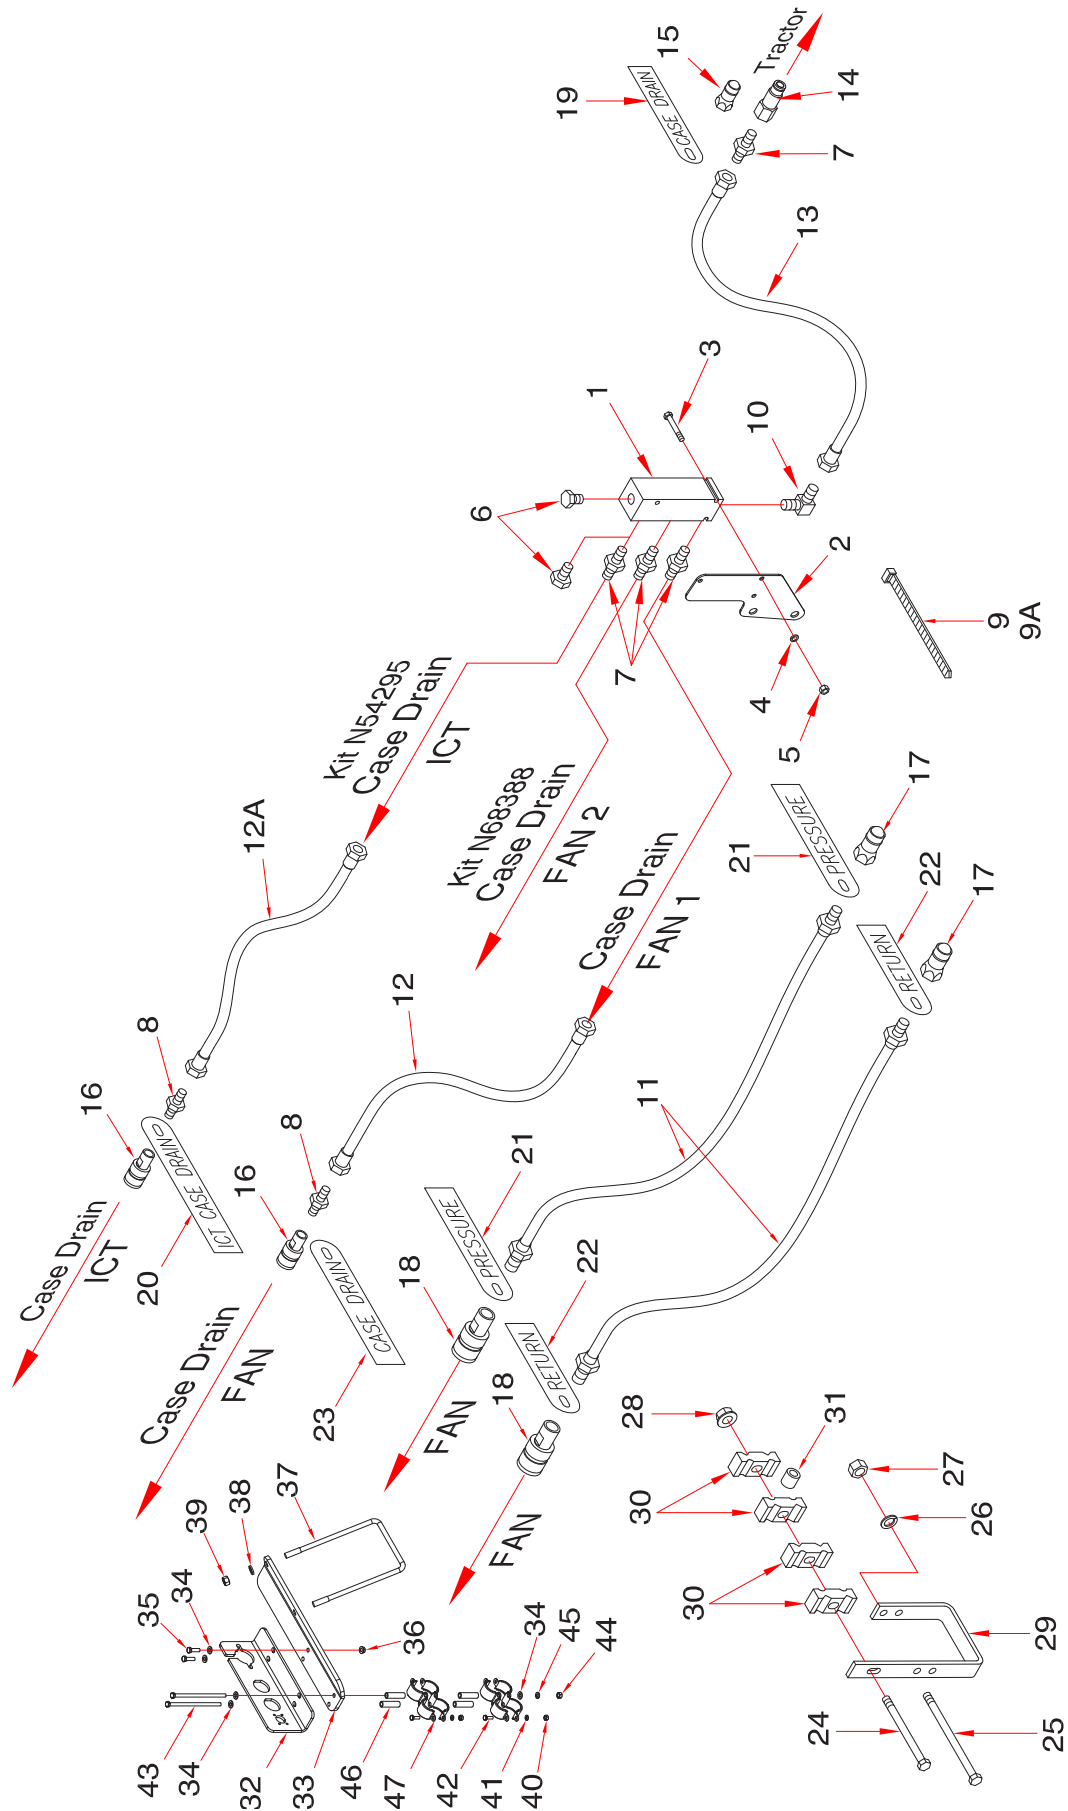 15
Tractor
19
CASE DRAIN
14
7
13
3
1
10
6
2
9
9A
7
4
5
Kit N54295
Case Drain
ICT
Kit N68388
Case Drain
FAN 2
Case Drain
FAN 1
12A
17
21
PRESSURE
22
RETURN
17
8
12
16
ICT CASE DRAIN
8
11
Case Drain
ICT
20
16
21
PRESSURE
22
RETURN
Case Drain
FAN
23
CASE DRAIN
18
18
FAN
FAN
28
31
27
30
26
30
29
24
25
37
38
39
34
35
36
34
45
44
43
34
32
33
46
47
42
41
40